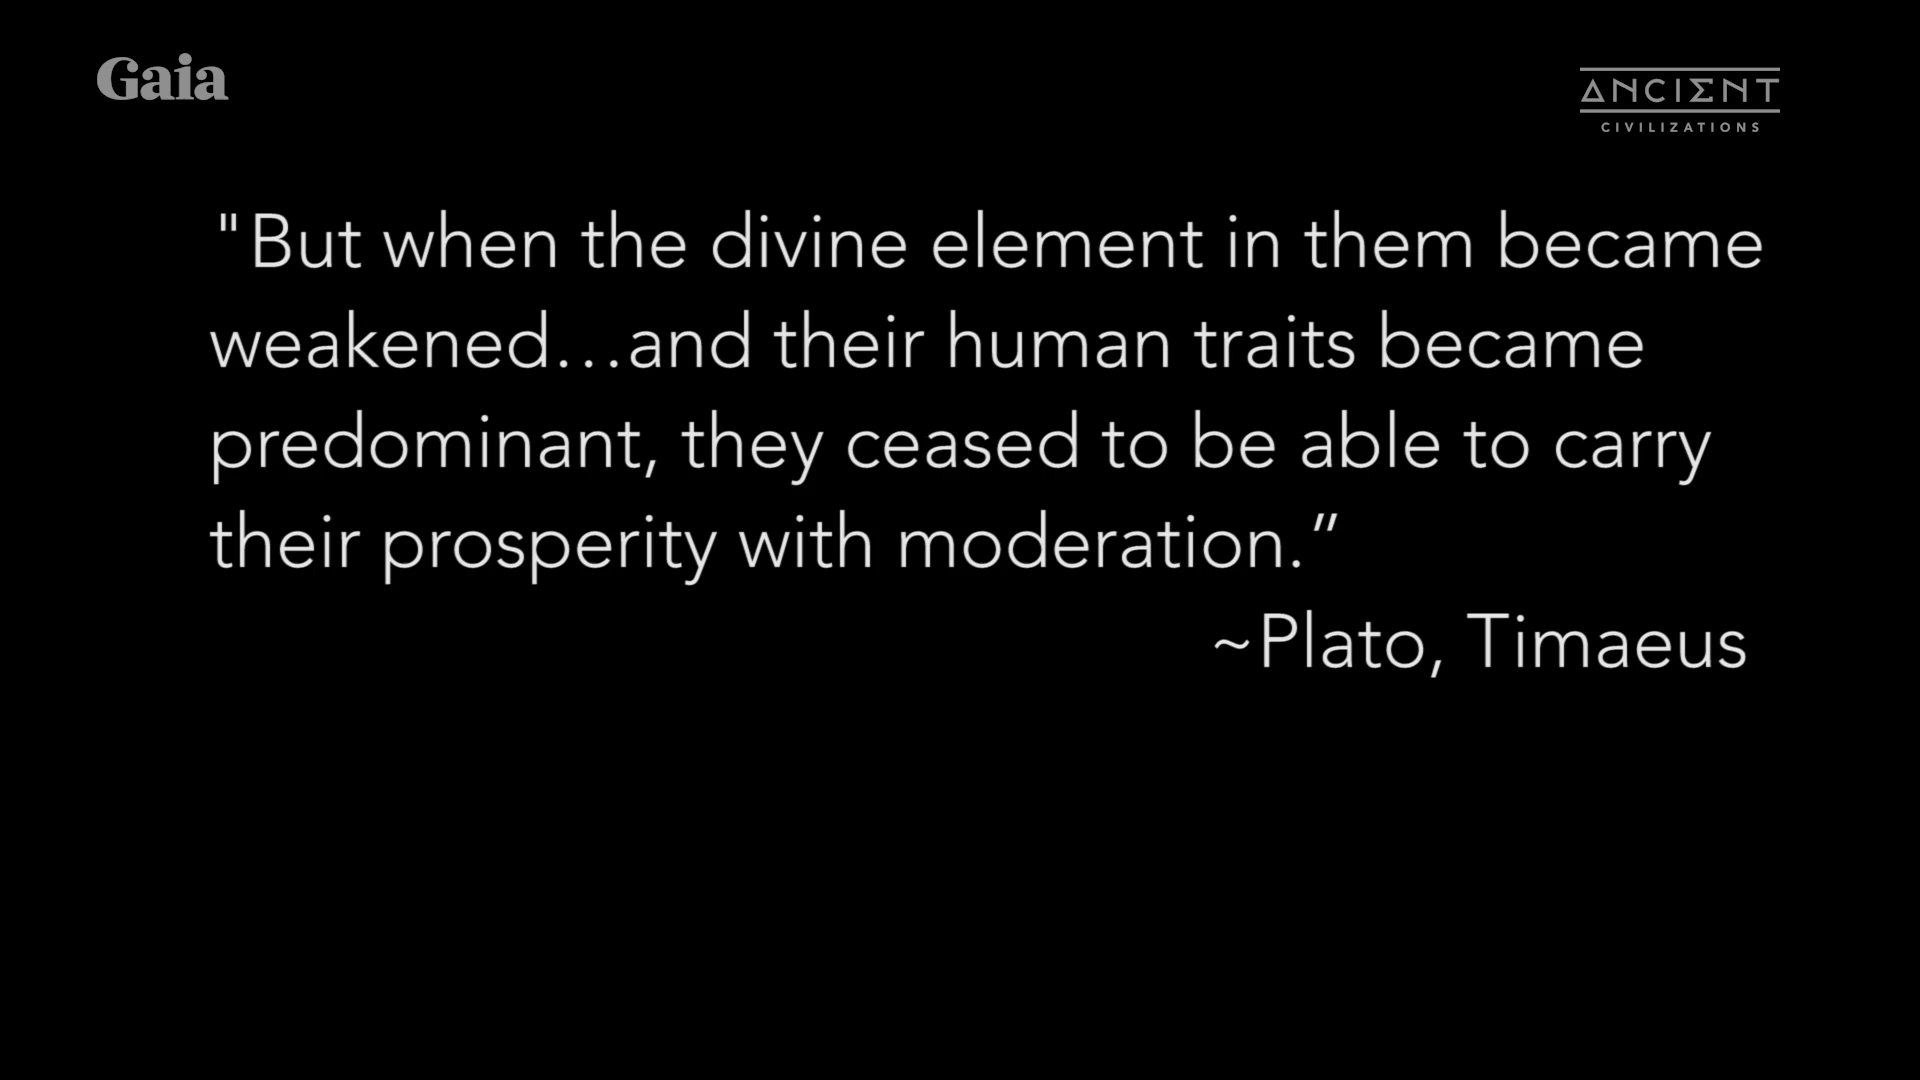 Gaia
ANCIENT
CIVILIZATIONS
"But when the divine element in them became
weakened...and their human traits became
predominant, they ceased to be able to carry
their prosperity with moderation.”
~Plato, Timaeus